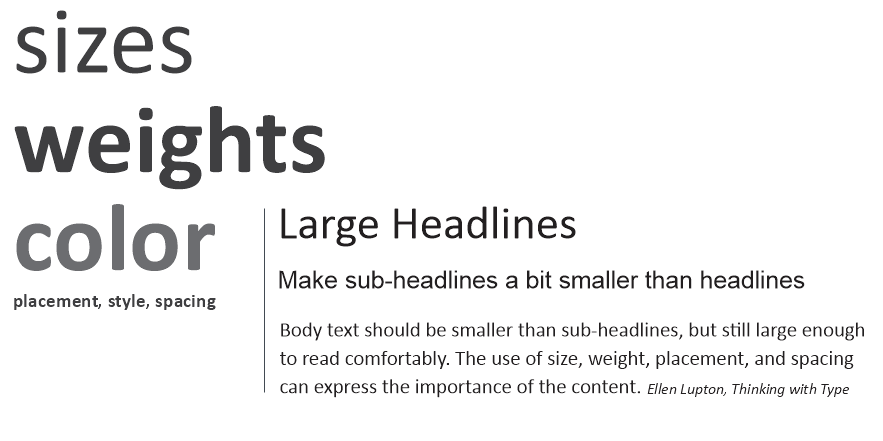 sizes
weights
color
placement, style, spacing
Large Headlines
Make sub-headlines a bit smaller than headlines
Body text should be smaller than sub-headlines, but still large enough
to read comfortably. The use of size, weight, placement, and spacing
can express the importance of the content. Ellen Lupton, Thinking with Type